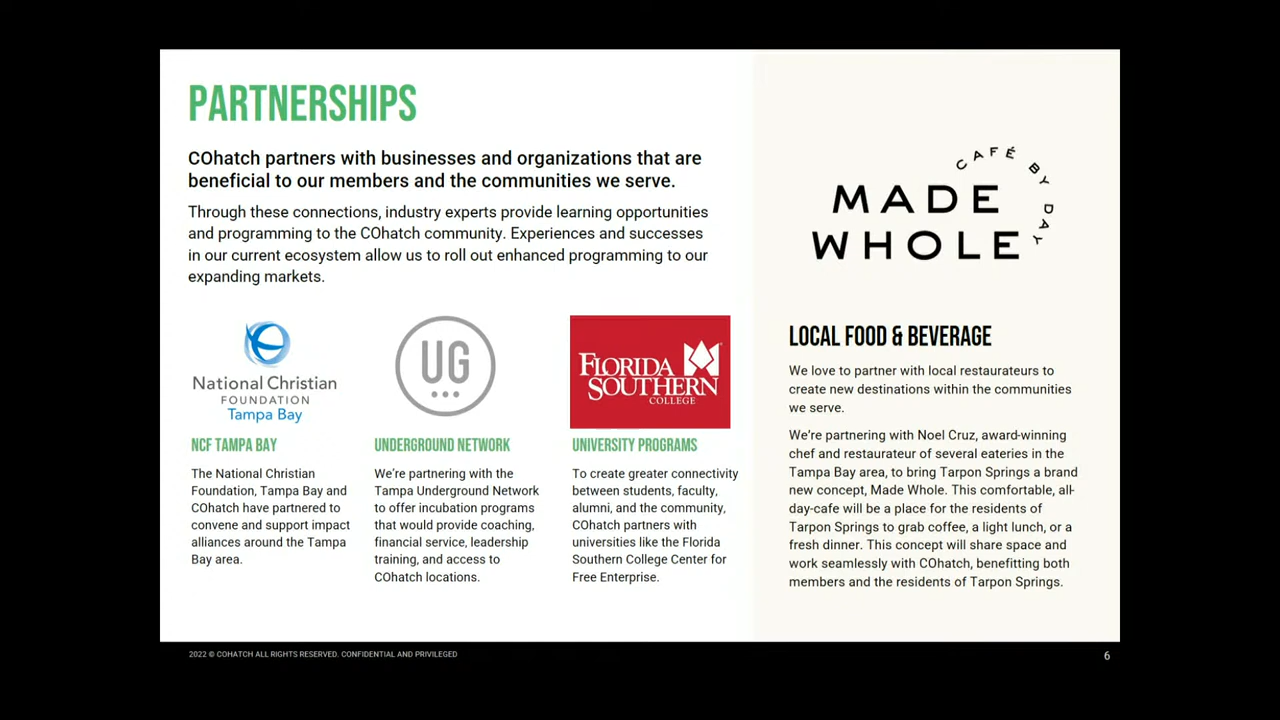 PARTNERSHIPS
COhatch partners with businesses and organizations that are
beneficial to our members and the communities we serve.
Through these connections, industry experts provide learning opportunities
and programming to the COhatch community. Experiences and successes
in our current ecosystem allow us to roll out enhanced programming to our
expanding markets.
National Christian
FOUNDATION
Tampa Bay
NCF TAMPA BAY
The National Christian
Foundation, Tampa Bay and
COhatch have partnered to
convene and support impact
alliances around the Tampa
Bay area.
UG
UNDERGROUND NETWORK
We're partnering with the
Tampa Underground Network
to offer incubation programs
that would provide coaching,
financial service, leadership
training, and access to
COhatch locations.
FLORIDA
SOUTHERN
COLLEGE
UNIVERSITY PROGRAMS
To create greater connectivity
between students, faculty,
alumni, and the community,
COhatch partners with
universities like the Florida
Southern College Center for
Free Enterprise.
CAFÉ BY DAY
MADE
WHOLE
LOCAL FOOD & BEVERAGE
We love to partner with local restaurateurs to
create new destinations within the communities
we serve.
We're partnering with Noel Cruz, award-winning
chef and restaurateur of several eateries in the
Tampa Bay area, to bring Tarpon Springs a brand
new concept, Made Whole. This comfortable, all-
day-cafe will be a place for the residents of
Tarpon Springs to grab coffee, a light lunch, or a
fresh dinner. This concept will share space and
work seamlessly with COhatch, benefitting both
members and the residents of Tarpon Springs.
2022 © COHATCH ALL RIGHTS RESERVED. CONFIDENTIAL AND PRIVILEGED
6